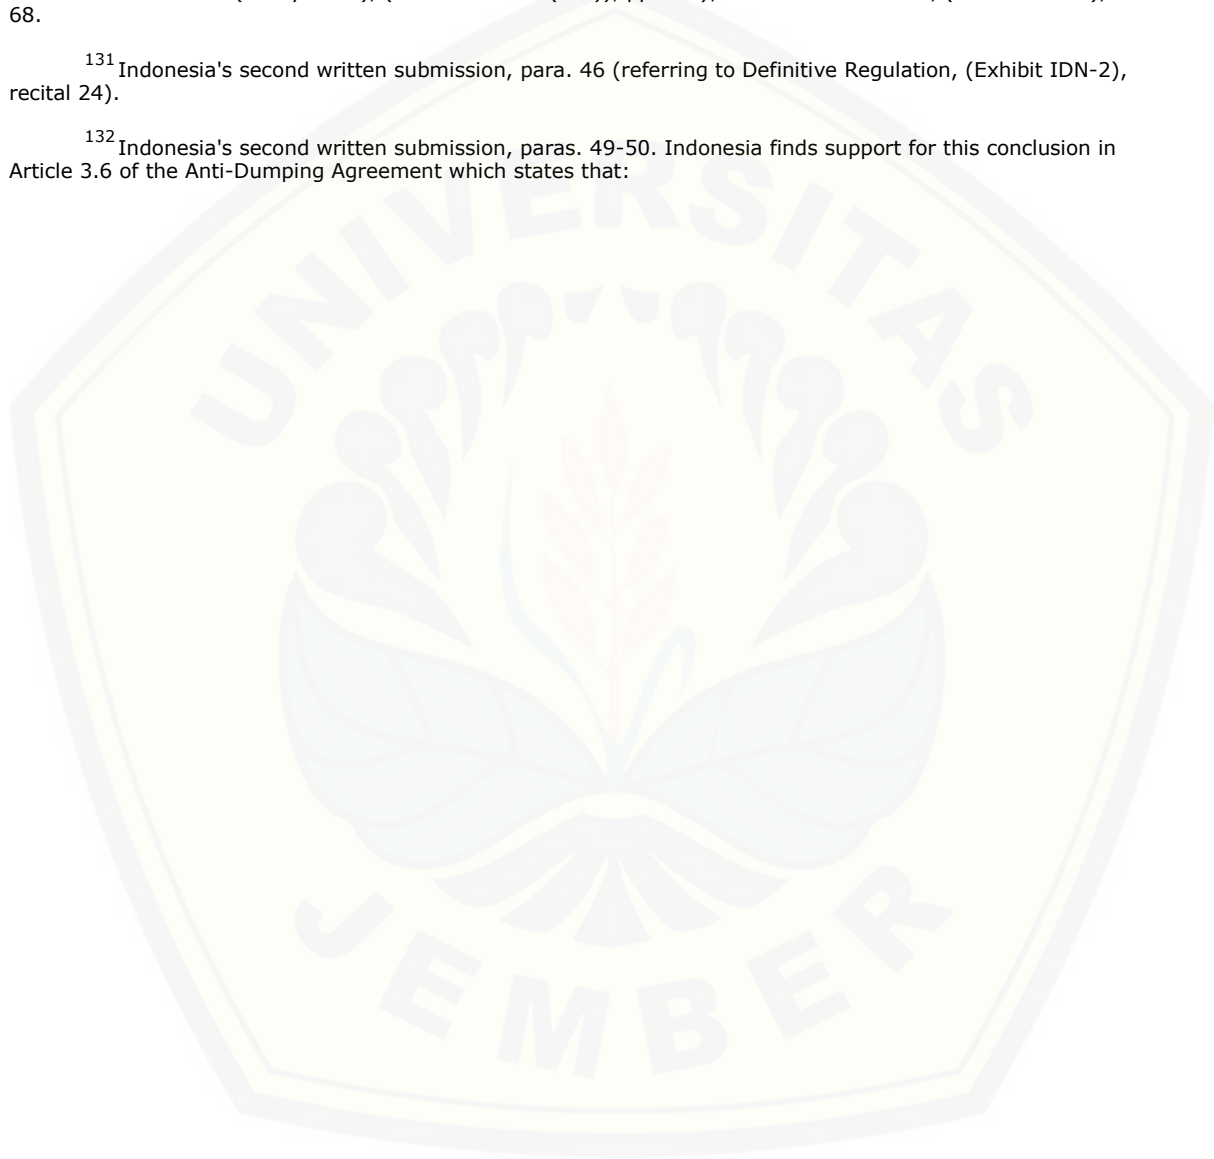 68.
131 Indonesia's second written submission, para. 46 (referring to Definitive Regulation, (Exhibit IDN-2),
recital 24).
132 Indonesia's second written submission, paras. 49-50. Indonesia finds support for this conclusion in
Article 3.6 of the Anti-Dumping Agreement which states that:
UNIVERSITAS
JEMBER